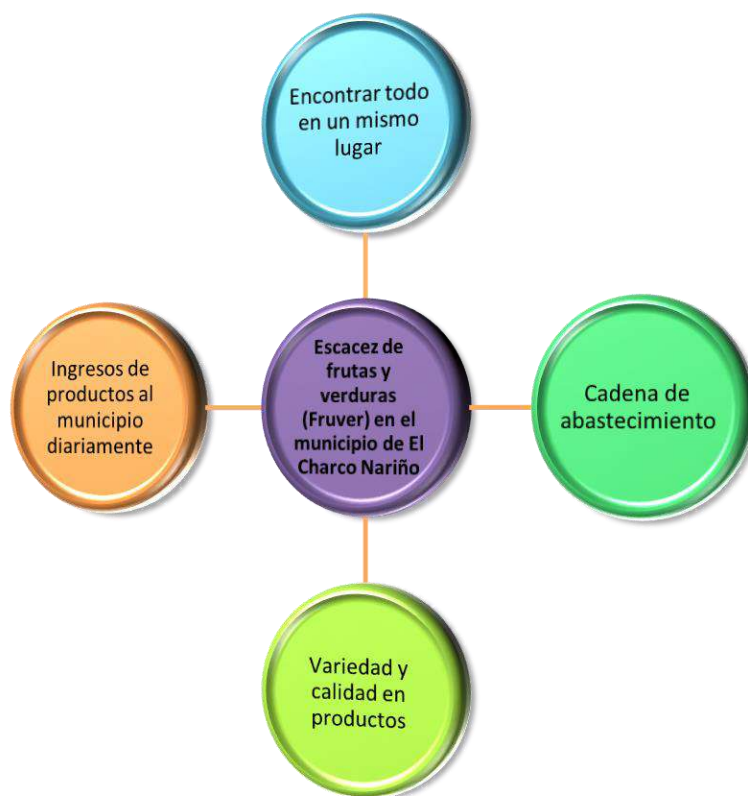 Encontrar todo
en un mismo
lugar
Ingresos de
productos al
municipio
diariamente
Escacez de
frutas y
verduras
(Fruver) en el
municipio de El
Charco Nariño
Cadena de
abastecimiento
Variedad y
calidad en
productos